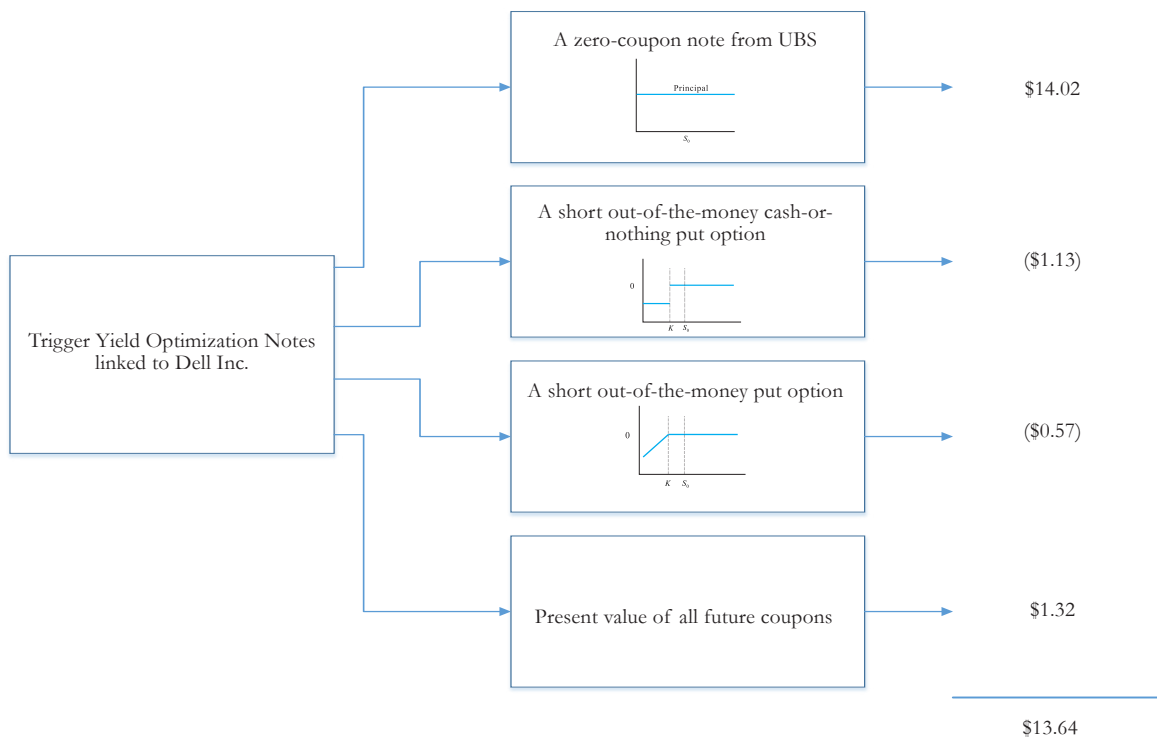 A zero-coupon note from UBS
Principal
S0
$14.02
A short out-of-the-money cash-or-
nothing put option
0
K
S0
($1.13)
Trigger Yield Optimization Notes
linked to Dell Inc.
A short out-of-the-money put option
0
K
S0
($0.57)
Present value of all future coupons
$1.32
$13.64